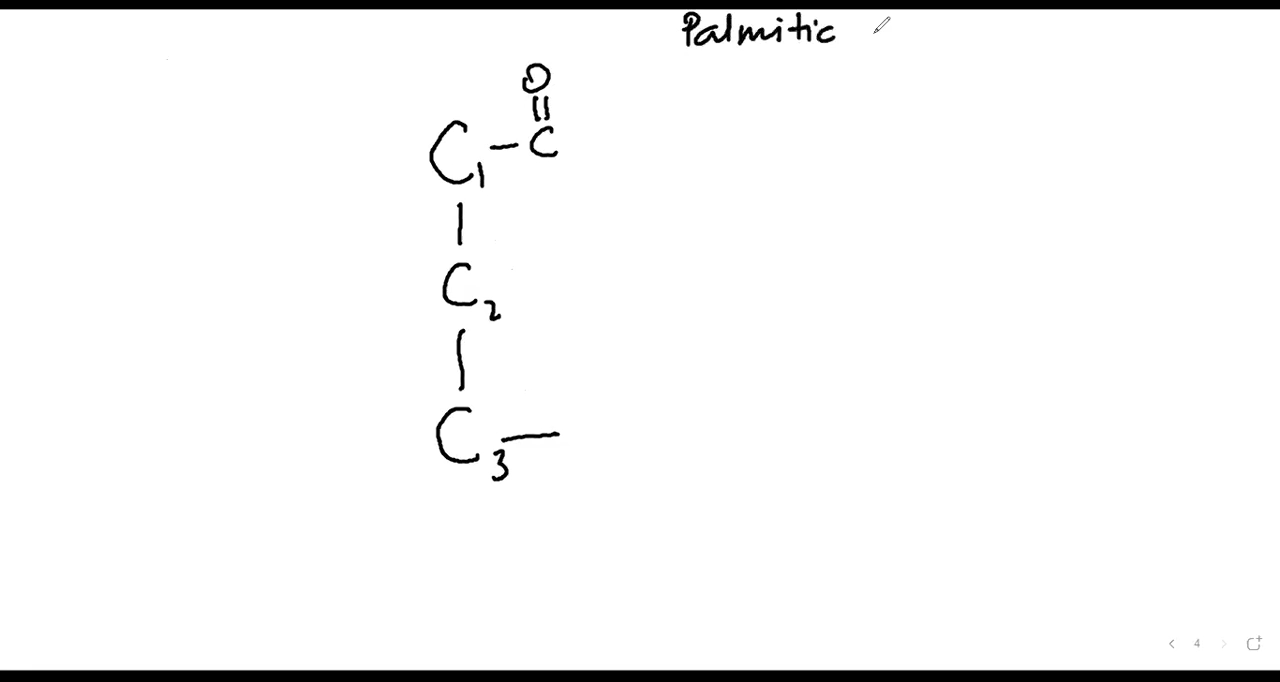 Palmitic
O
||
C1 - C
|
C2
|
C3 —
4